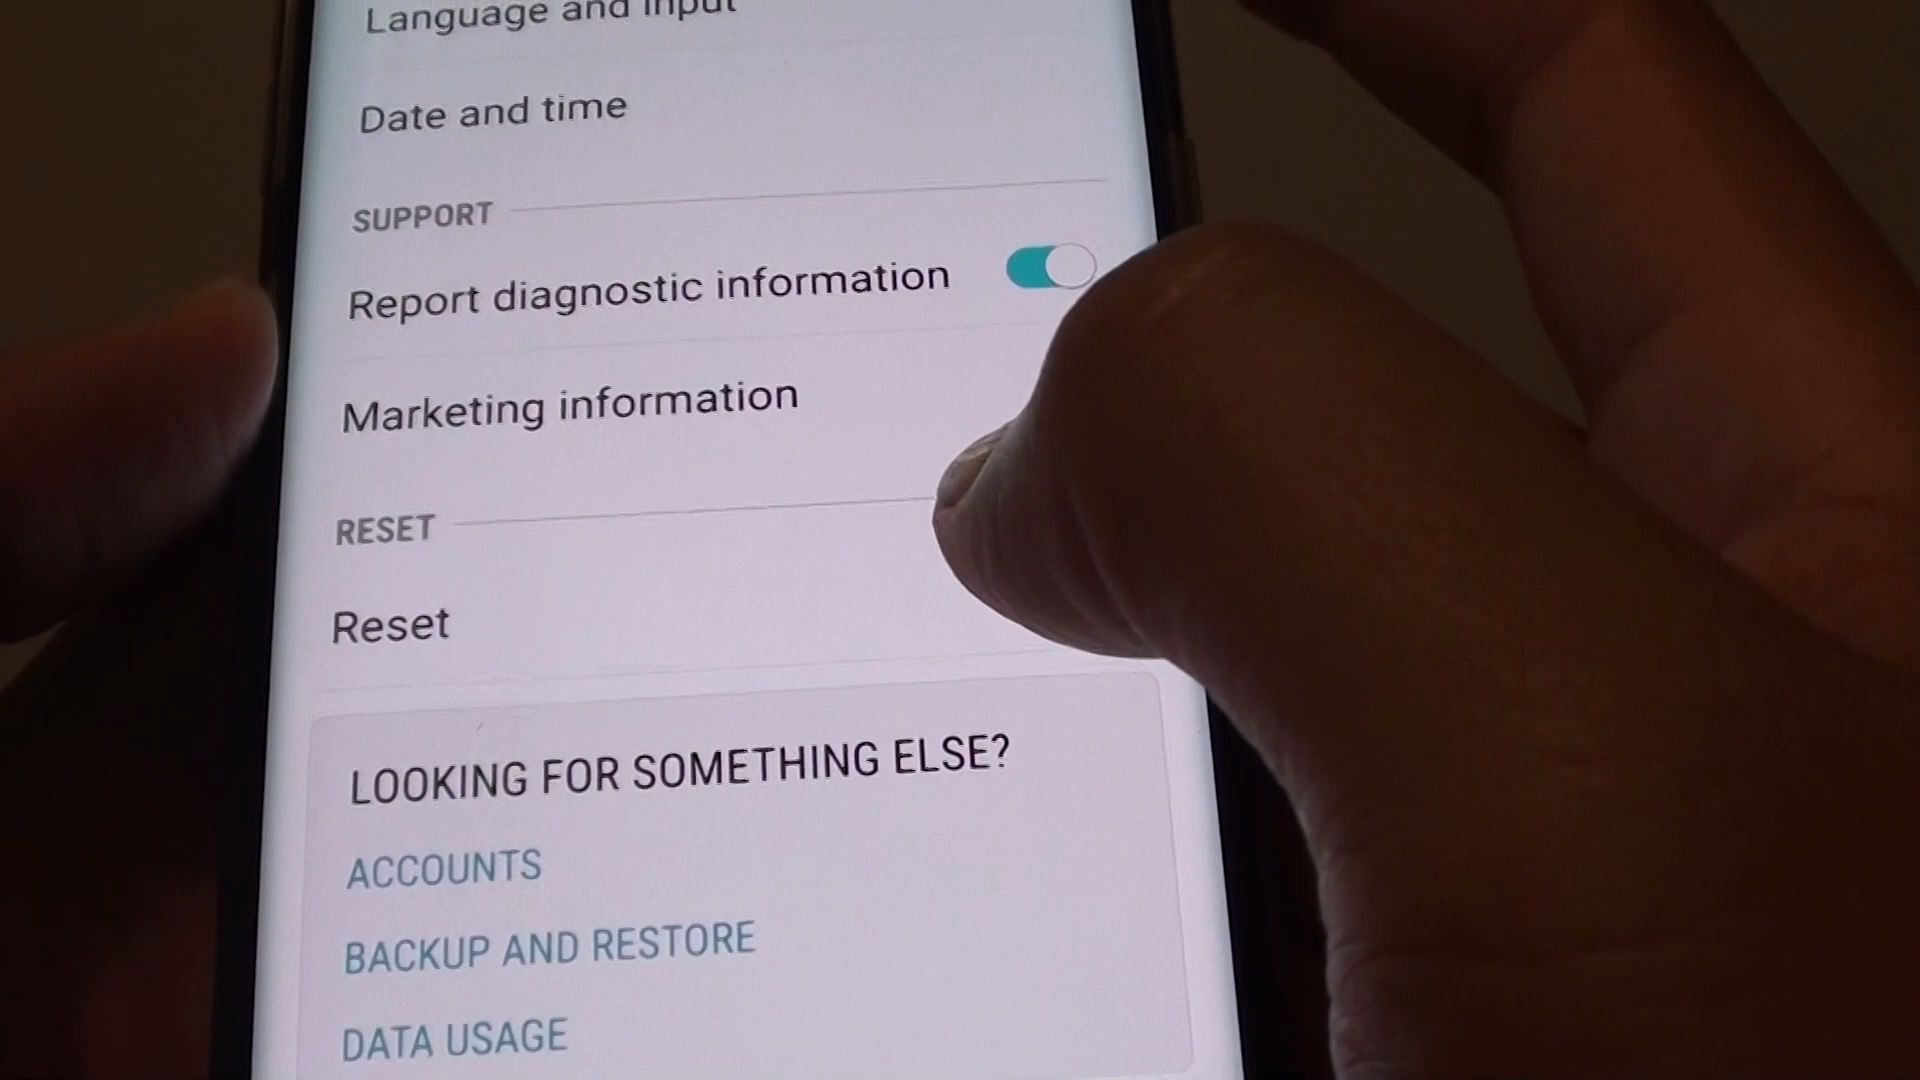 Language and input
Date and time
SUPPORT
Report diagnostic information
Marketing information
RESET
Reset
LOOKING FOR SOMETHING ELSE?
ACCOUNTS
BACKUP AND RESTORE
DATA USAGE